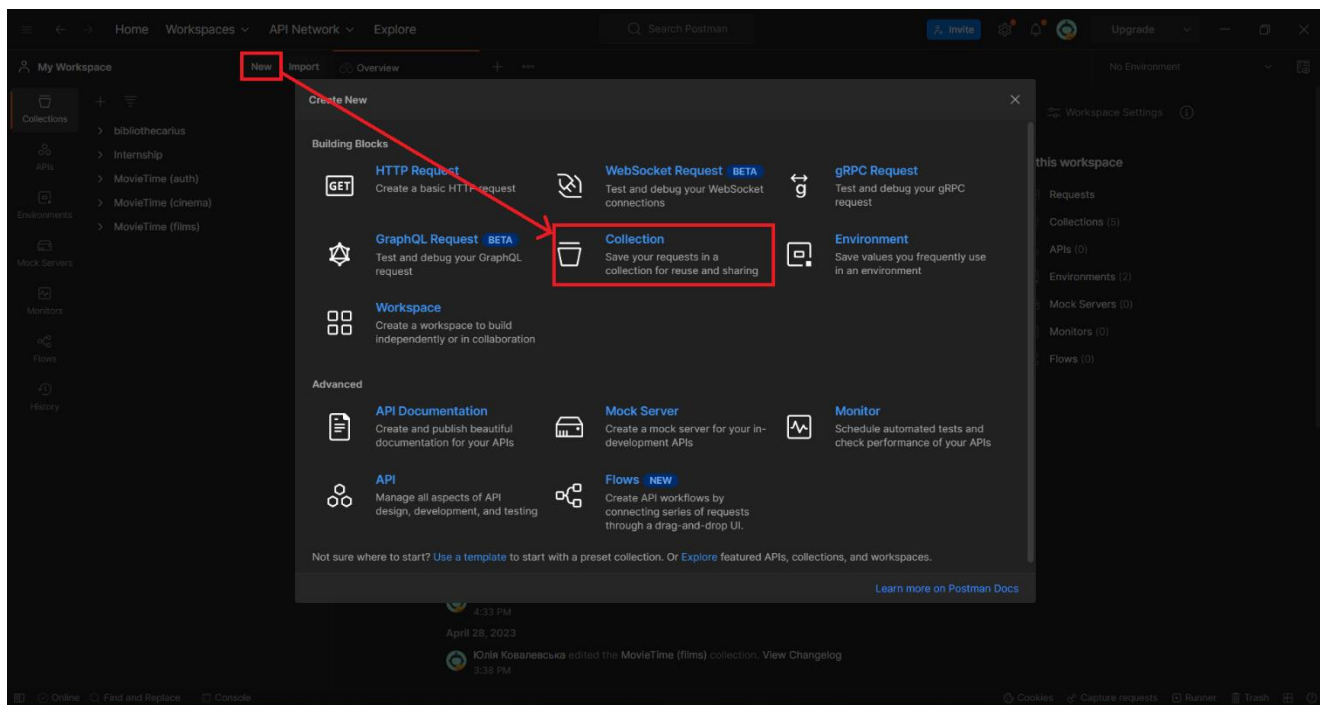 Home Workspaces API Network Explore Search Postman Invite Upgrade
My Workspace New Import Overview No Environment
Collections
APIs
Environments
Mock Servers
Monitors
Flows
History
bibliothecarius
Internship
MovieTime (auth)
MovieTime (cinema)
MovieTime (films)
Create New
Building Blocks
GET
HTTP Request
Create a basic HTTP request
WebSocket Request BETA
Test and debug your WebSocket
connections
g
gRPC Request
Test and debug your gRPC
request
GraphQL Request BETA
Test and debug your GraphQL
request
Collection
Save your requests in a
collection for reuse and sharing
Environment
Save values you frequently use
in an environment
Workspace
Create a workspace to build
independently or in collaboration
Advanced
API Documentation
Create and publish beautiful
documentation for your APIs
Mock Server
Create a mock server for your in-
development APIs
Monitor
Schedule automated tests and
check performance of your APIs
API
Manage all aspects of API
design, development, and testing
Flows NEW
Create API workflows by
connecting series of requests
through a drag-and-drop UI.
Not sure where to start? Use a template to start with a preset collection. Or Explore featured APIs, collections, and workspaces.
Learn more on Postman Docs
Workspace Settings
this workspace
Requests
Collections (5)
APIs (0)
Environments (2)
Mock Servers (0)
Monitors (0)
Flows (0)
4:33 PM
April 28, 2023
Юлія Ковалевська edited the MovieTime (films) collection. View Changelog
3:36 PM
Online Find and Replace Console Cookies Capture requests Runner Trash